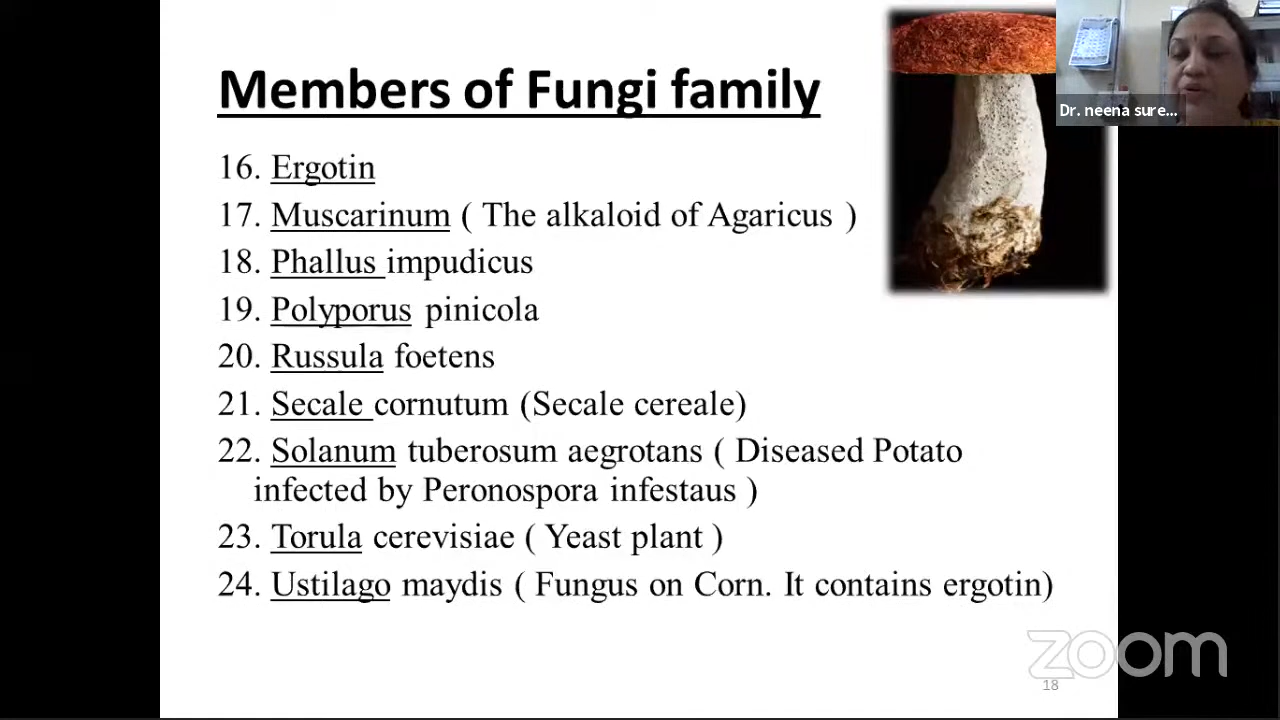 Members of Fungi family
Dr. neena sure...
16. Ergotin
17. Muscarinum ( The alkaloid of Agaricus )
18. Phallus impudicus
19. Polyporus pinicola
20. Russula foetens
21. Secale cornutum (Secale cereale)
22. Solanum tuberosum aegrotans ( Diseased Potato
infected by Peronospora infestaus )
23. Torula cerevisiae ( Yeast plant )
24. Ustilago maydis ( Fungus on Corn. It contains ergotin)
zoom
18